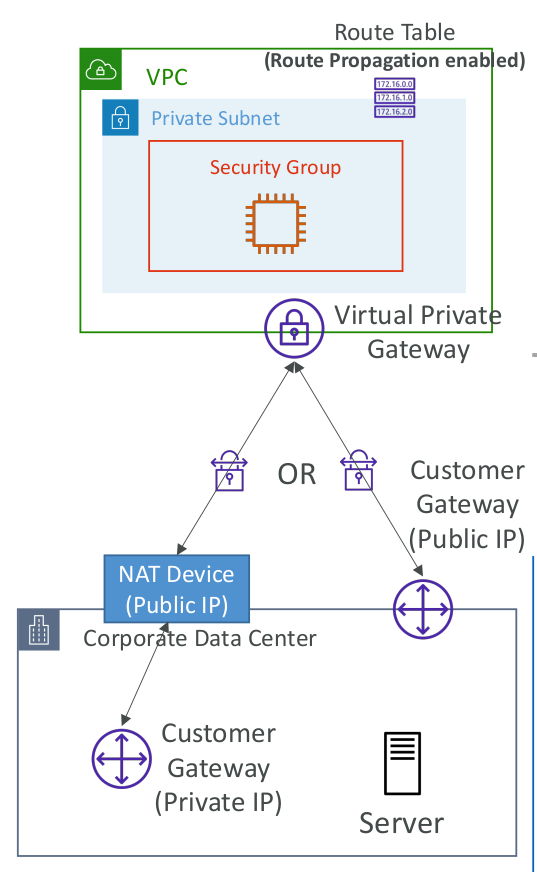 Route Table
(Route Propagation enabled)
VPC
172.16.0.0
172.16.1.0
172.16.2.0
Private Subnet
Security Group
Virtual Private
Gateway
OR
Customer
Gateway
(Public IP)
NAT Device
(Public IP)
Corporate Data Center
Customer
Gateway
(Private IP)
Server